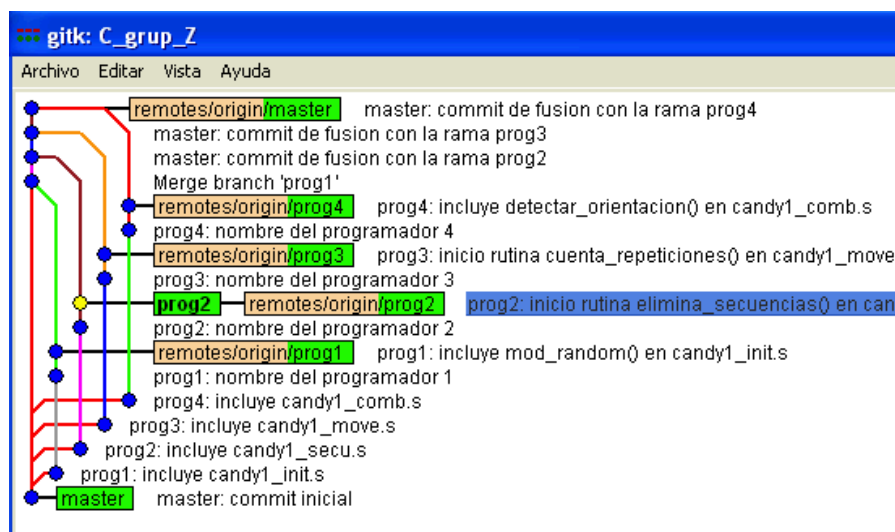 gitk: C_grup_Z
Archivo Editar Vista Ayuda
remotes/origin/master master: commit de fusion con la rama prog4
master: commit de fusion con la rama prog3
master: commit de fusion con la rama prog2
Merge branch 'prog1'
remotes/origin/prog4 prog4: incluye detectar_orientacion() en candy1_comb.s
prog4: nombre del programador 4
remotes/origin/prog3 prog3: inicio rutina cuenta_repeticiones() en candy1_move
prog3: nombre del programador 3
prog2 remotes/origin/prog2 prog2: inicio rutina elimina_secuencias() en can
prog2: nombre del programador 2
remotes/origin/prog1 prog1: incluye mod_random() en candy1_init.s
prog1: nombre del programador 1
prog4: incluye candy1_comb.s
prog3: incluye candy1_move.s
prog2: incluye candy1_secu.s
prog1: incluye candy1_init.s
master master: commit inicial